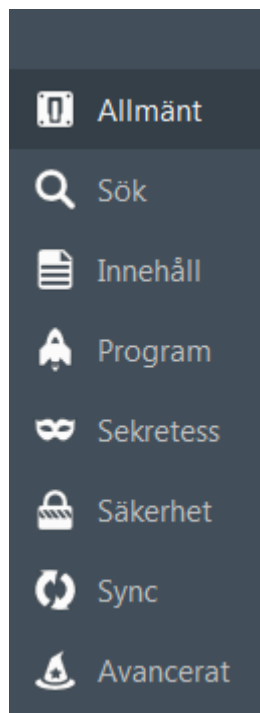 Allmänt
Sök
Innehåll
Program
Sekretess
Säkerhet
Sync
Avancerat